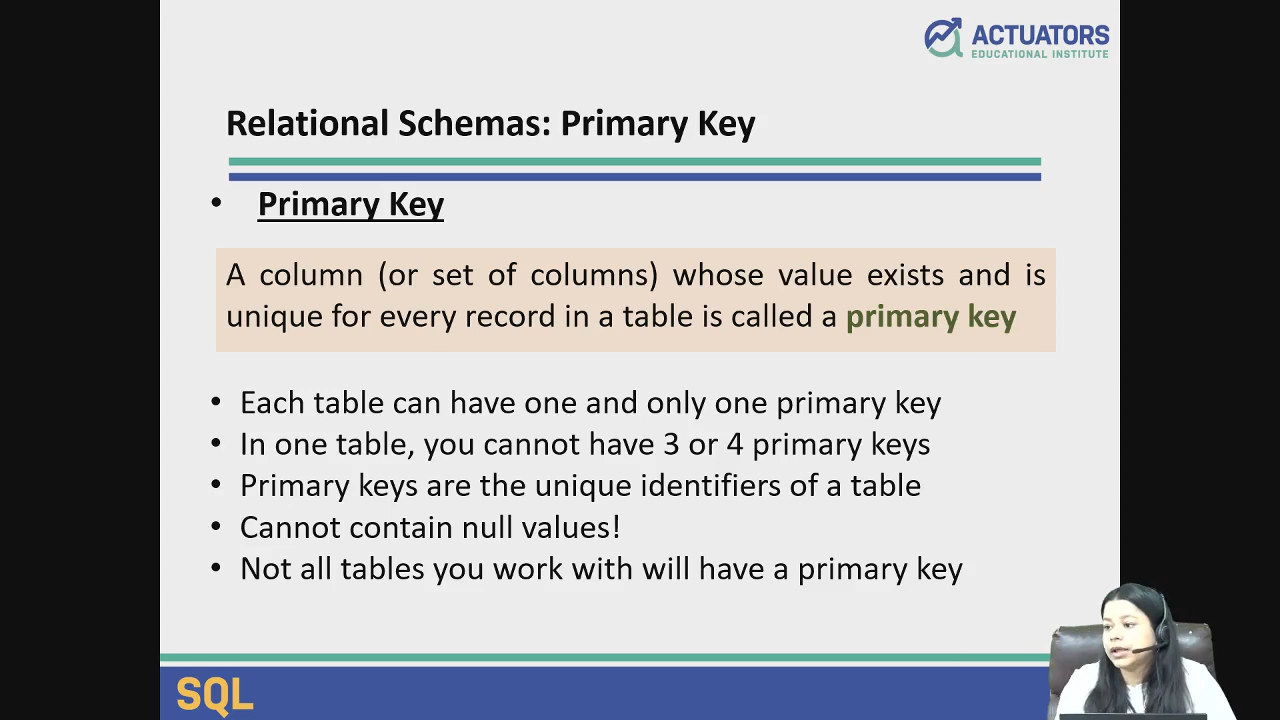 ACTUATORS
EDUCATIONAL INSTITUTE
Relational Schemas: Primary Key
• Primary Key
A column (or set of columns) whose value exists and is
unique for every record in a table is called a primary key
• Each table can have one and only one primary key
• In one table, you cannot have 3 or 4 primary keys
• Primary keys are the unique identifiers of a table
• Cannot contain null values!
• Not all tables you work with will have a primary key
SQL